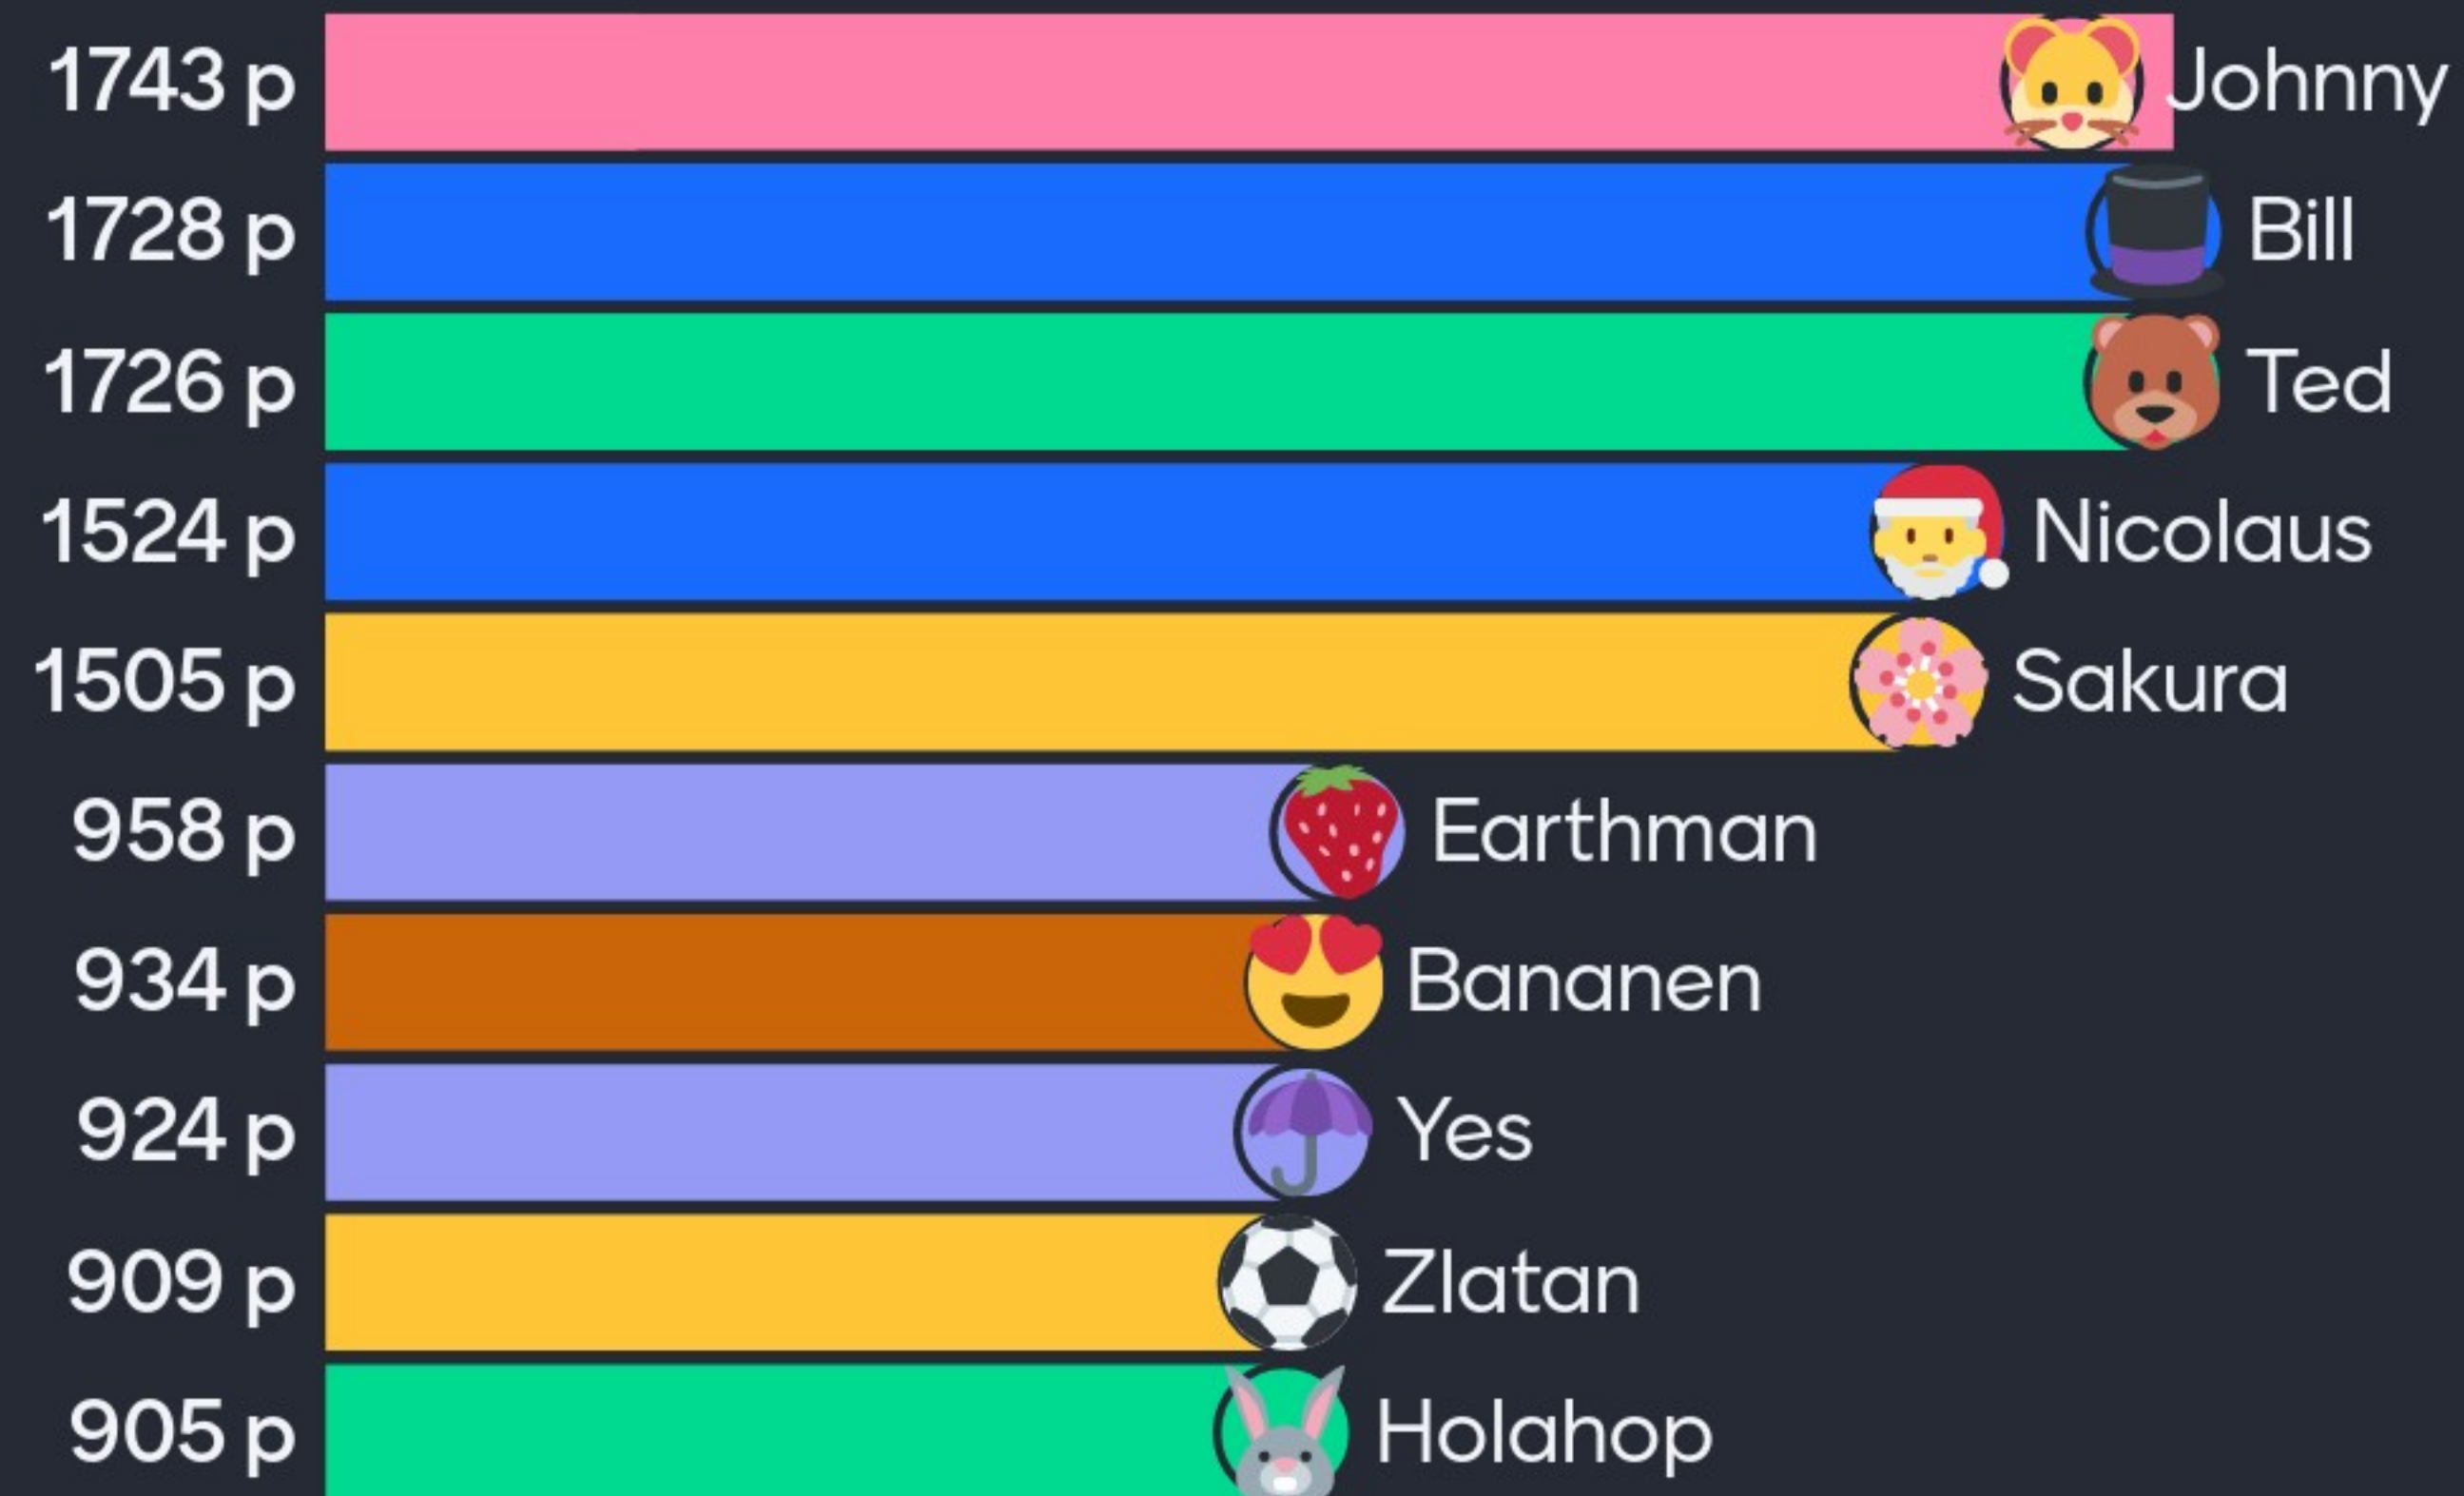 1743 p Johnny
1728 p Bill
1726 p Ted
1524 p Nicolaus
1505 p Sakura
958 p Earthman
934 p Bananen
924 p Yes
909 p Zlatan
905 p Holahop